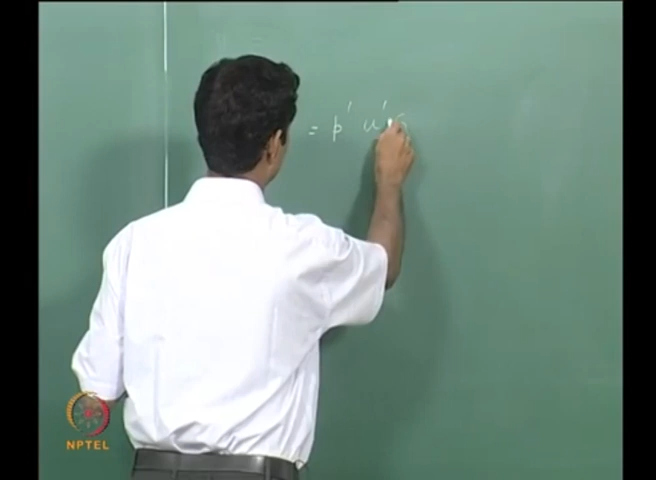 = p' u'
NPTEL